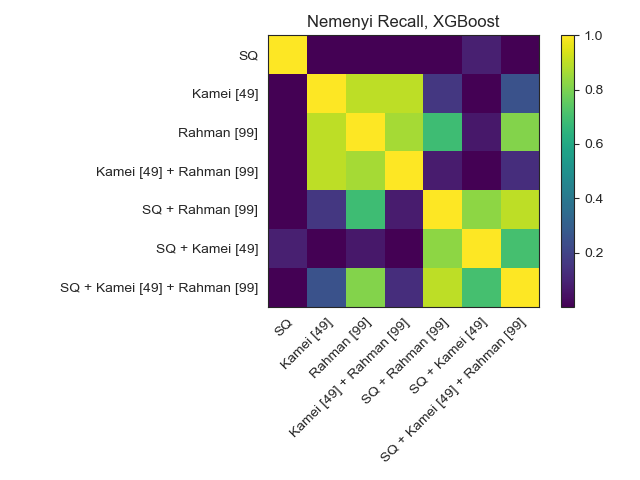 Nemenyi Recall, XGBoost
SQ
Kamei [49]
Rahman [99]
Kamei [49] + Rahman [99]
SQ + Rahman [99]
SQ + Kamei [49]
SQ + Kamei [49] + Rahman [99]
SQ
Kamei [49]
Rahman [99]
Kamei [49] + Rahman [99]
SQ + Rahman [99]
SQ + Kamei [49]
SQ + Kamei [49] + Rahman [99]
1.0
0.8
0.6
0.4
0.2